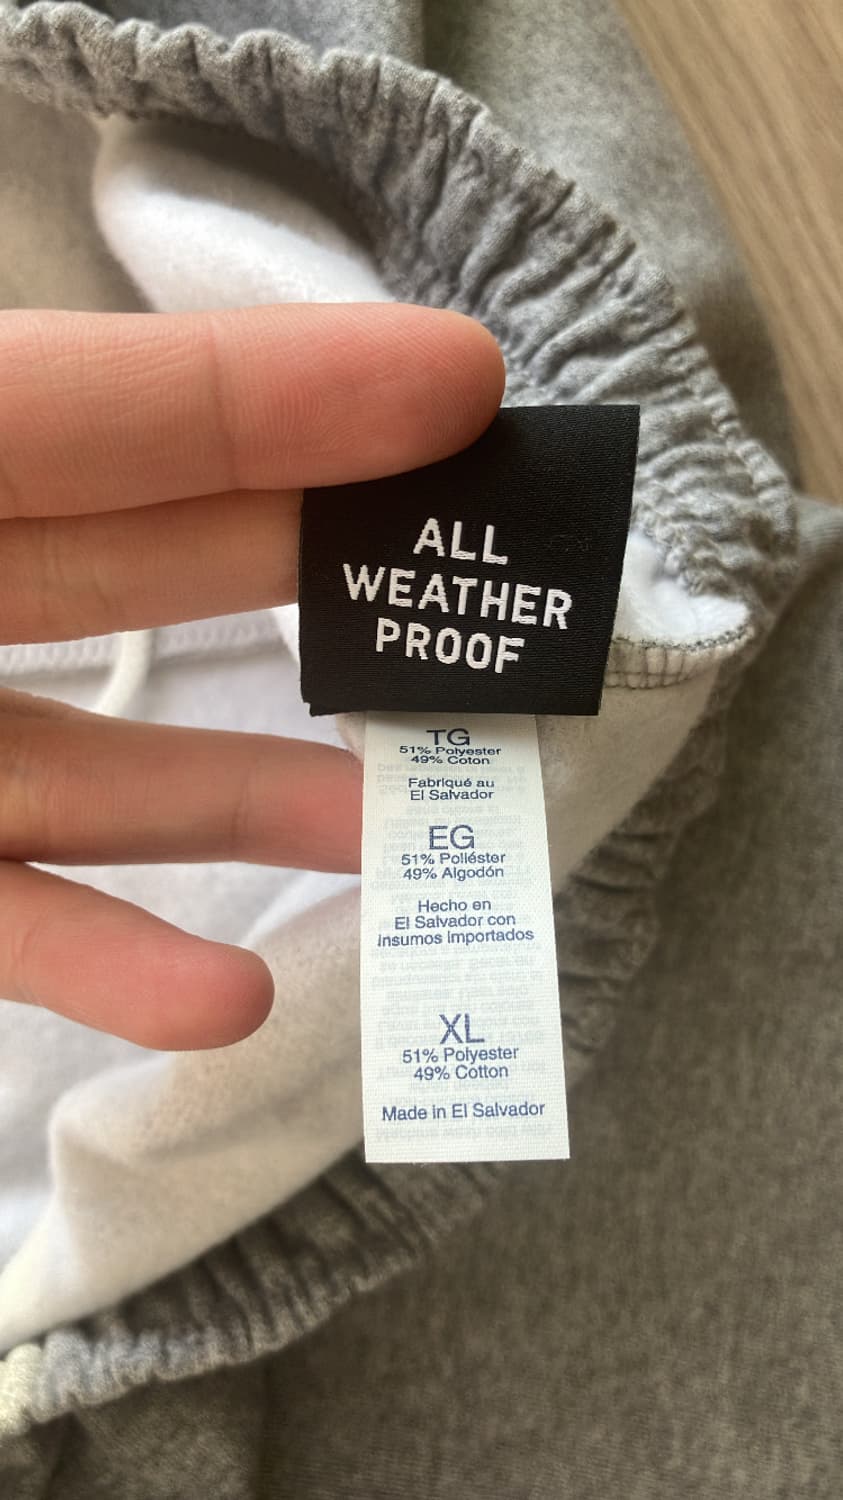 ALL
WEATHER
PROOF
TG
51% Polyester
49% Coton
Fabriqué au
El Salvador
EG
51% Poliéster
49% Algodón
Hecho en
El Salvador con
insumos importados
XL
51% Polyester
49% Cotton
Made in El Salvador